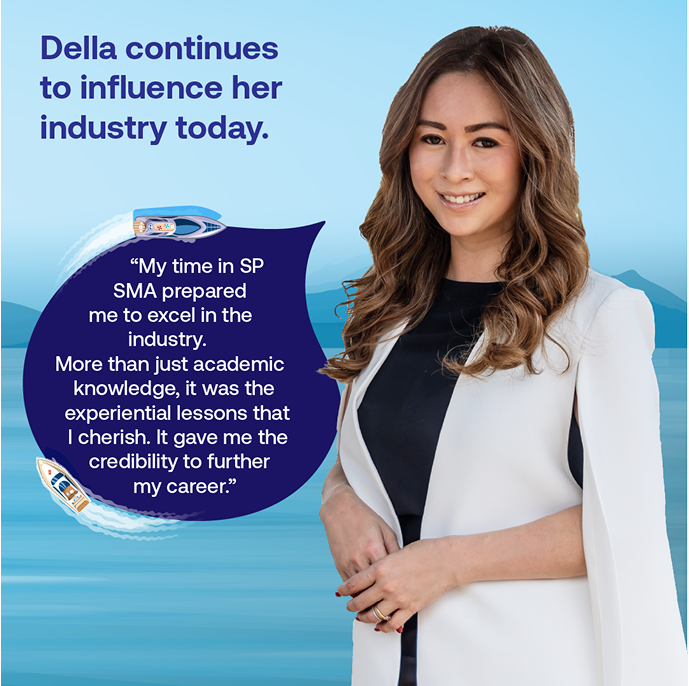 Della continues
to influence her
industry today.
“My time in SP
SMA prepared
me to excel in the
industry.
More than just academic
knowledge, it was the
experiential lessons that
I cherish. It gave me the
credibility to further
my career.”